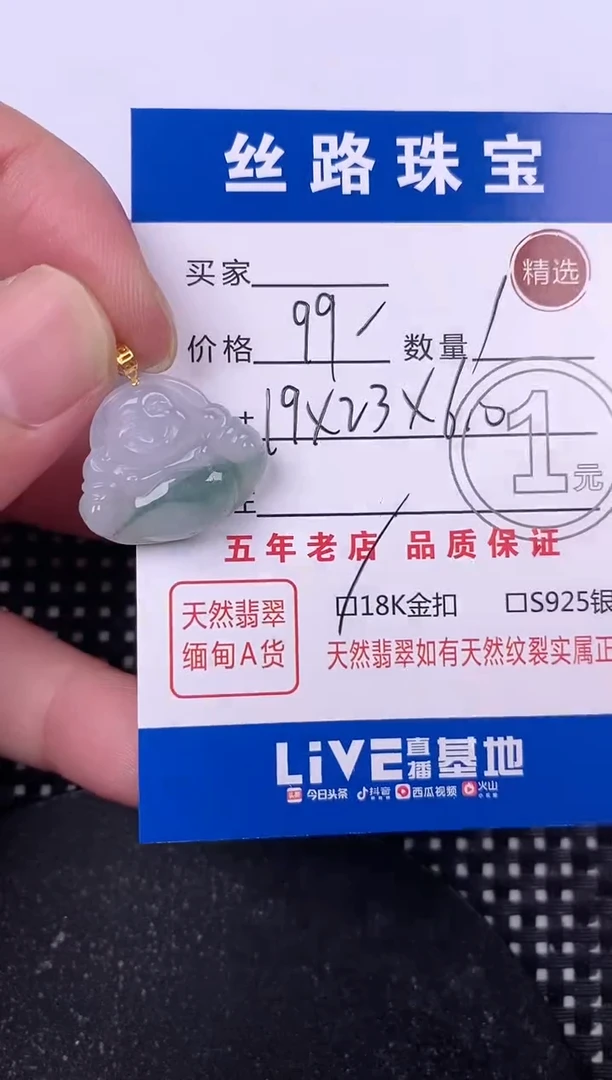 丝路珠宝
精选
买家
价格 99 数量
19×23×6.0
1元
五年老店 品质保证
天然翡翠
缅甸A货
18K金扣 S925银
天然翡翠如有天然纹裂实属正
LiVE直播基地
今日头条 抖音 西瓜视频 火山